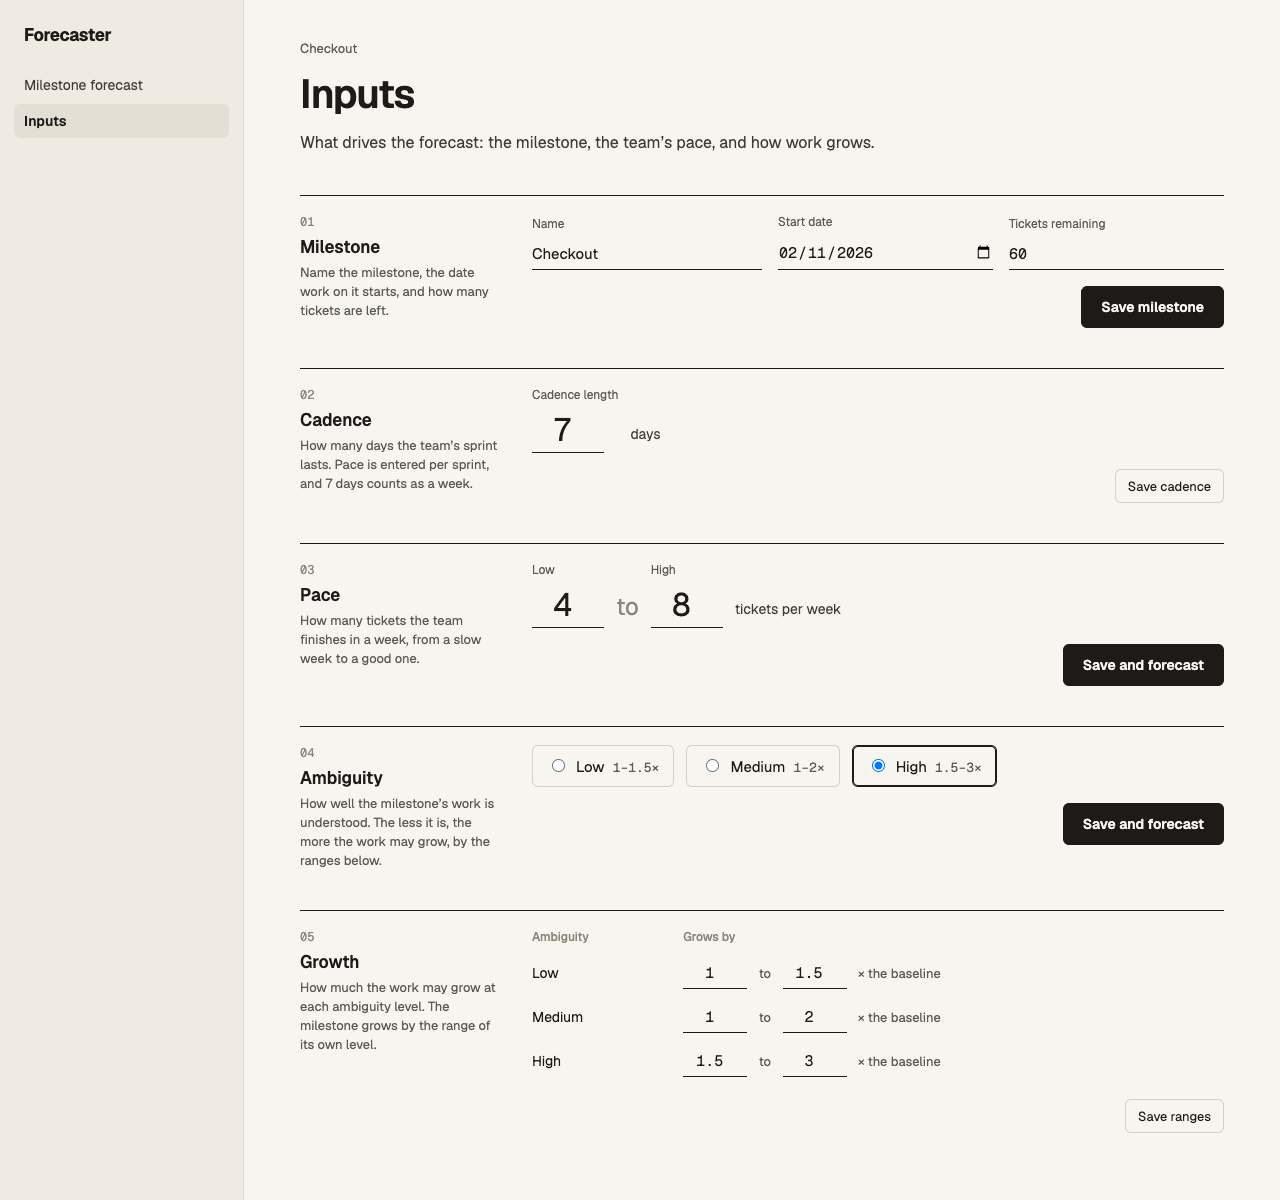 Forecaster
Milestone forecast
Inputs
Checkout
Inputs
What drives the forecast: the milestone, the team’s pace, and how work grows.
01
Milestone
Name the milestone, the date
work on it starts, and how many
tickets are left.
Name
Checkout
Start date
02/11/2026
Tickets remaining
60
Save milestone
02
Cadence
How many days the team’s sprint
lasts. Pace is entered per sprint,
and 7 days counts as a week.
Cadence length
7 days
Save cadence
03
Pace
How many tickets the team
finishes in a week, from a slow
week to a good one.
Low
High
4 to 8 tickets per week
Save and forecast
04
Ambiguity
How well the milestone’s work is
understood. The less it is, the
more the work may grow, by the
ranges below.
Low 1–1.5×
Medium 1–2×
High 1.5–3×
Save and forecast
05
Growth
How much the work may grow at
each ambiguity level. The
milestone grows by the range of
its own level.
Ambiguity Grows by
Low 1 to 1.5 × the baseline
Medium 1 to 2 × the baseline
High 1.5 to 3 × the baseline
Save ranges